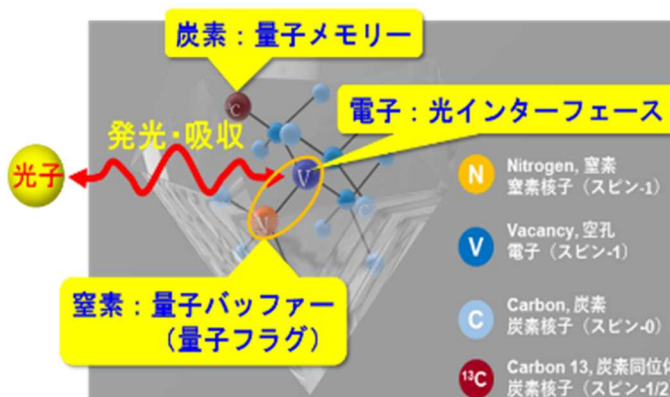 炭素：量子メモリー
電子：光インターフェース
発光・吸収
光子
C
V
N
C
窒素：量子バッファー
（量子フラグ）
N
Nitrogen, 窒素
窒素核子（スピン-1）
V
Vacancy, 空孔
電子（スピン-1）
C
Carbon, 炭素
炭素核子（スピン-0）
13C
Carbon 13, 炭素同位体
炭素核子（スピン-1/2